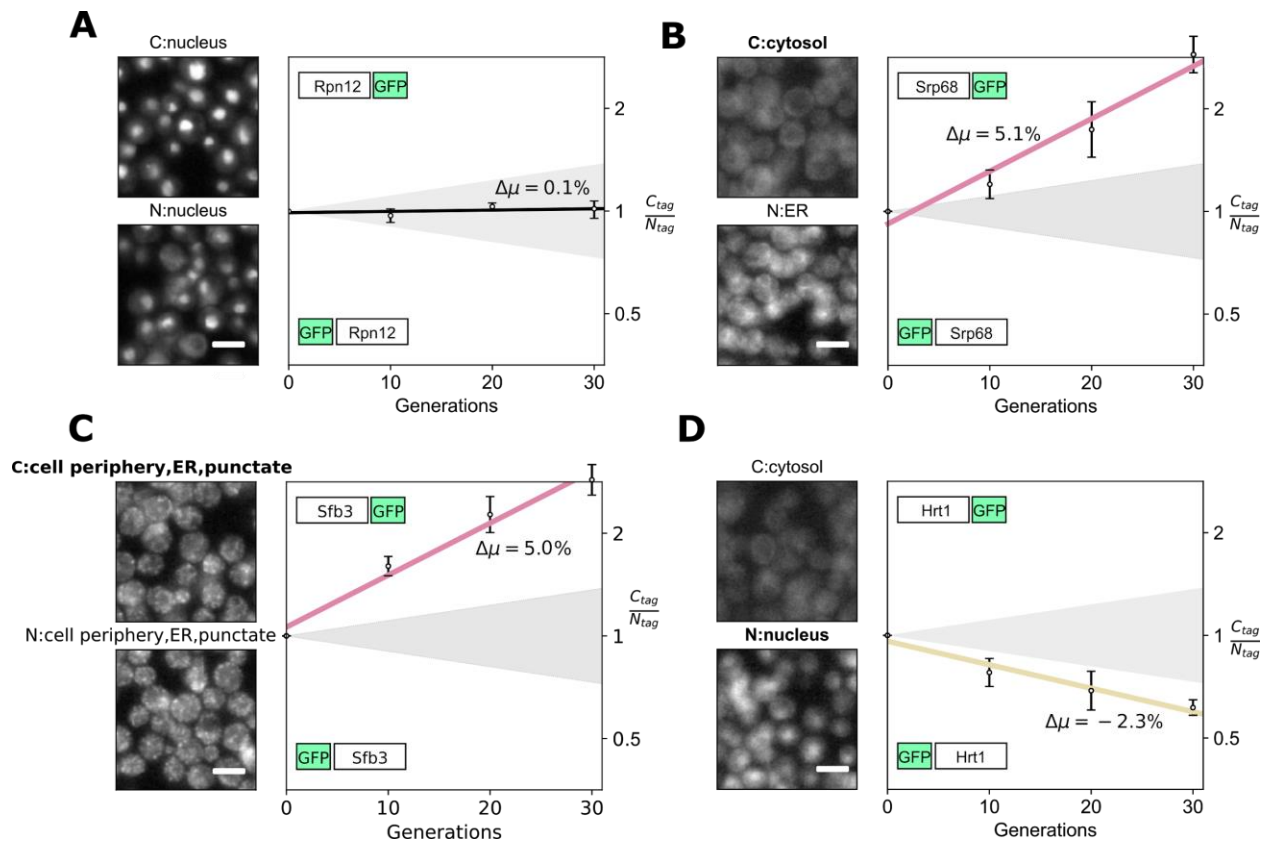 A
C:nucleus
N:nucleus
Rpn12 GFP
Δμ = 0.1%
GFP Rpn12
2
1
0.5
C_tag
N_tag
0 10 20 30
Generations
B
C:cytosol
N:ER
Srp68 GFP
Δμ = 5.1%
GFP Srp68
2
1
0.5
C_tag
N_tag
0 10 20 30
Generations
C
C:cell periphery,ER,punctate
N:cell periphery,ER,punctate
Sfb3 GFP
Δμ = 5.0%
GFP Sfb3
2
1
0.5
C_tag
N_tag
0 10 20 30
Generations
D
C:cytosol
N:nucleus
Hrt1 GFP
Δμ = −2.3%
GFP Hrt1
2
1
0.5
C_tag
N_tag
0 10 20 30
Generations